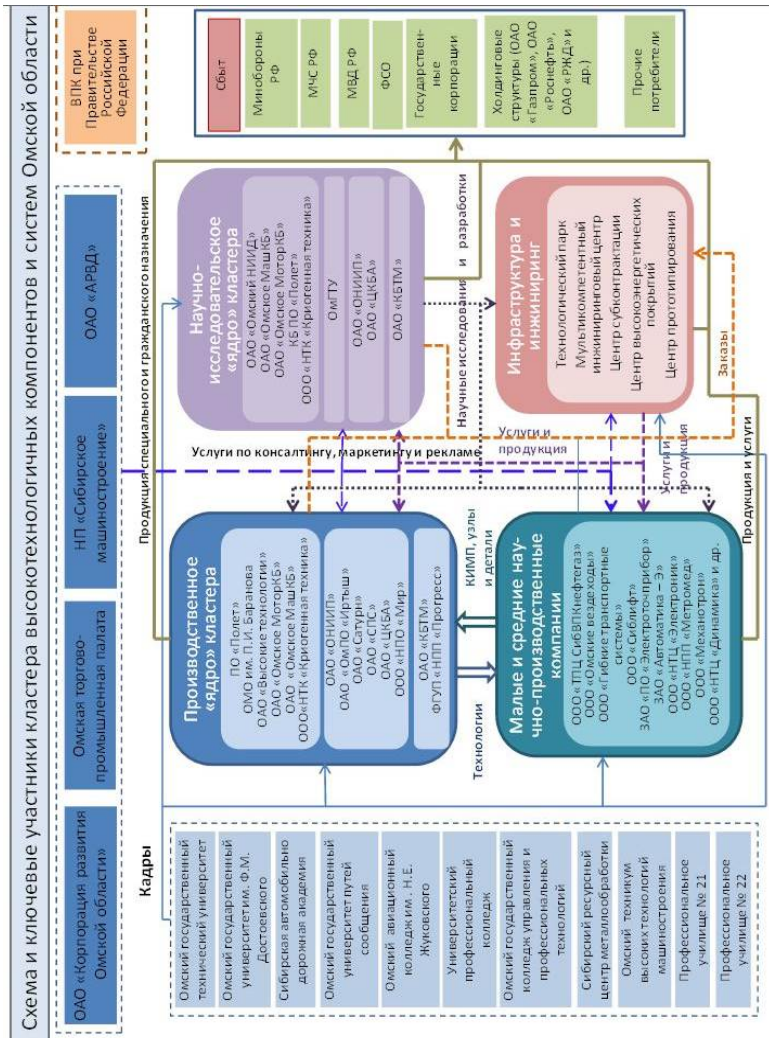 Схема и ключевые участники кластера высокотехнологичных компонентов и систем Омской области
ОАО «Корпорация развития
Омской области»
Омская торгово-
промышленная палата
НП «Сибирское
машиностроение»
ОАО «АРВД»
ВПК при
Правительстве
Российской
Федерации
Кадры
Омский государственный
технический университет
Омский государственный
университет им. Ф.М.
Достоевского
Сибирская автомобильно
дорожная академия
Омский государственный
университет путей
сообщения
Омский авиационный
колледж им. Н.Е.
Жуковского
Университетский
профессиональный
колледж
Омский государственный
колледж управления и
профессиональных
технологий
Сибирский ресурсный
центр металлообработки
Омский техникум
высоких технологий
машиностроения
Профессиональное
училище № 21
Профессиональное
училище № 22
Производственное
«ядро» кластера
ПО «Полет»
ОМО им. П.И. Баранова
ОАО «Высокие технологии»
ОАО «Омское МоторКБ»
ОАО «Омское МашКБ»
ООО«НТК «Криогенная техника»
ОАО «ОНИИП»
ОАО «ОмПО «Иртыш»
ОАО «Сатурн»
ОАО «СПС»
ОАО «ЦКБА»
ООО «НПО «Мир»
ОАО «КБТМ»
ФГУП «НПП «Прогресс»
Технологии
КИМП, узлы
и детали
Малые и средние нау-
чно-производственные
компании
ООО «ТПЦ СибВПКнефтегаз»
ООО «Омские вездеходы»
ООО «Гибкие транспортные
системы»
ООО «Сиблифт»
ЗАО «ПО «Электроточприбор»
ЗАО «Автоматика – Э»
ООО «НТЦ «Электроник»
ООО «НПП «Метромед»
ООО «Механотрон»
ООО «НТЦ «Динамика» и др.
Продукция специального и гражданского назначения
Услуги по консалтингу, маркетингу и рекламе
Услуги и
продукция
Услуги и
продукция
Продукция и услуги
Научно-
исследовательское
«ядро» кластера
ОАО «Омский НИИД»
ОАО «Омское МашКБ»
ОАО «Омское МоторКБ»
КБ ПО «Полет»
ООО «НТК «Криогенная техника»
ОмГТУ
ОАО «ОНИИП»
ОАО «ЦКБА»
ОАО «КБТМ»
Научные исследования и разработки
Инфраструктура и
инжиниринг
Технологический парк
Мультикомпетентный
инжиниринговый центр
Центр субконтрактации
Центр высокоэнергетических
покрытий
Центр прототипирования
Заказы
Сбыт
Минобороны
РФ
МЧС РФ
МВД РФ
ФСО
Государствен-
ные
корпорации
Холдинговые
структуры (ОАО
«Газпром», ОАО
«Роснефть»,
ОАО «РЖД» и
др.)
Прочие
потребители